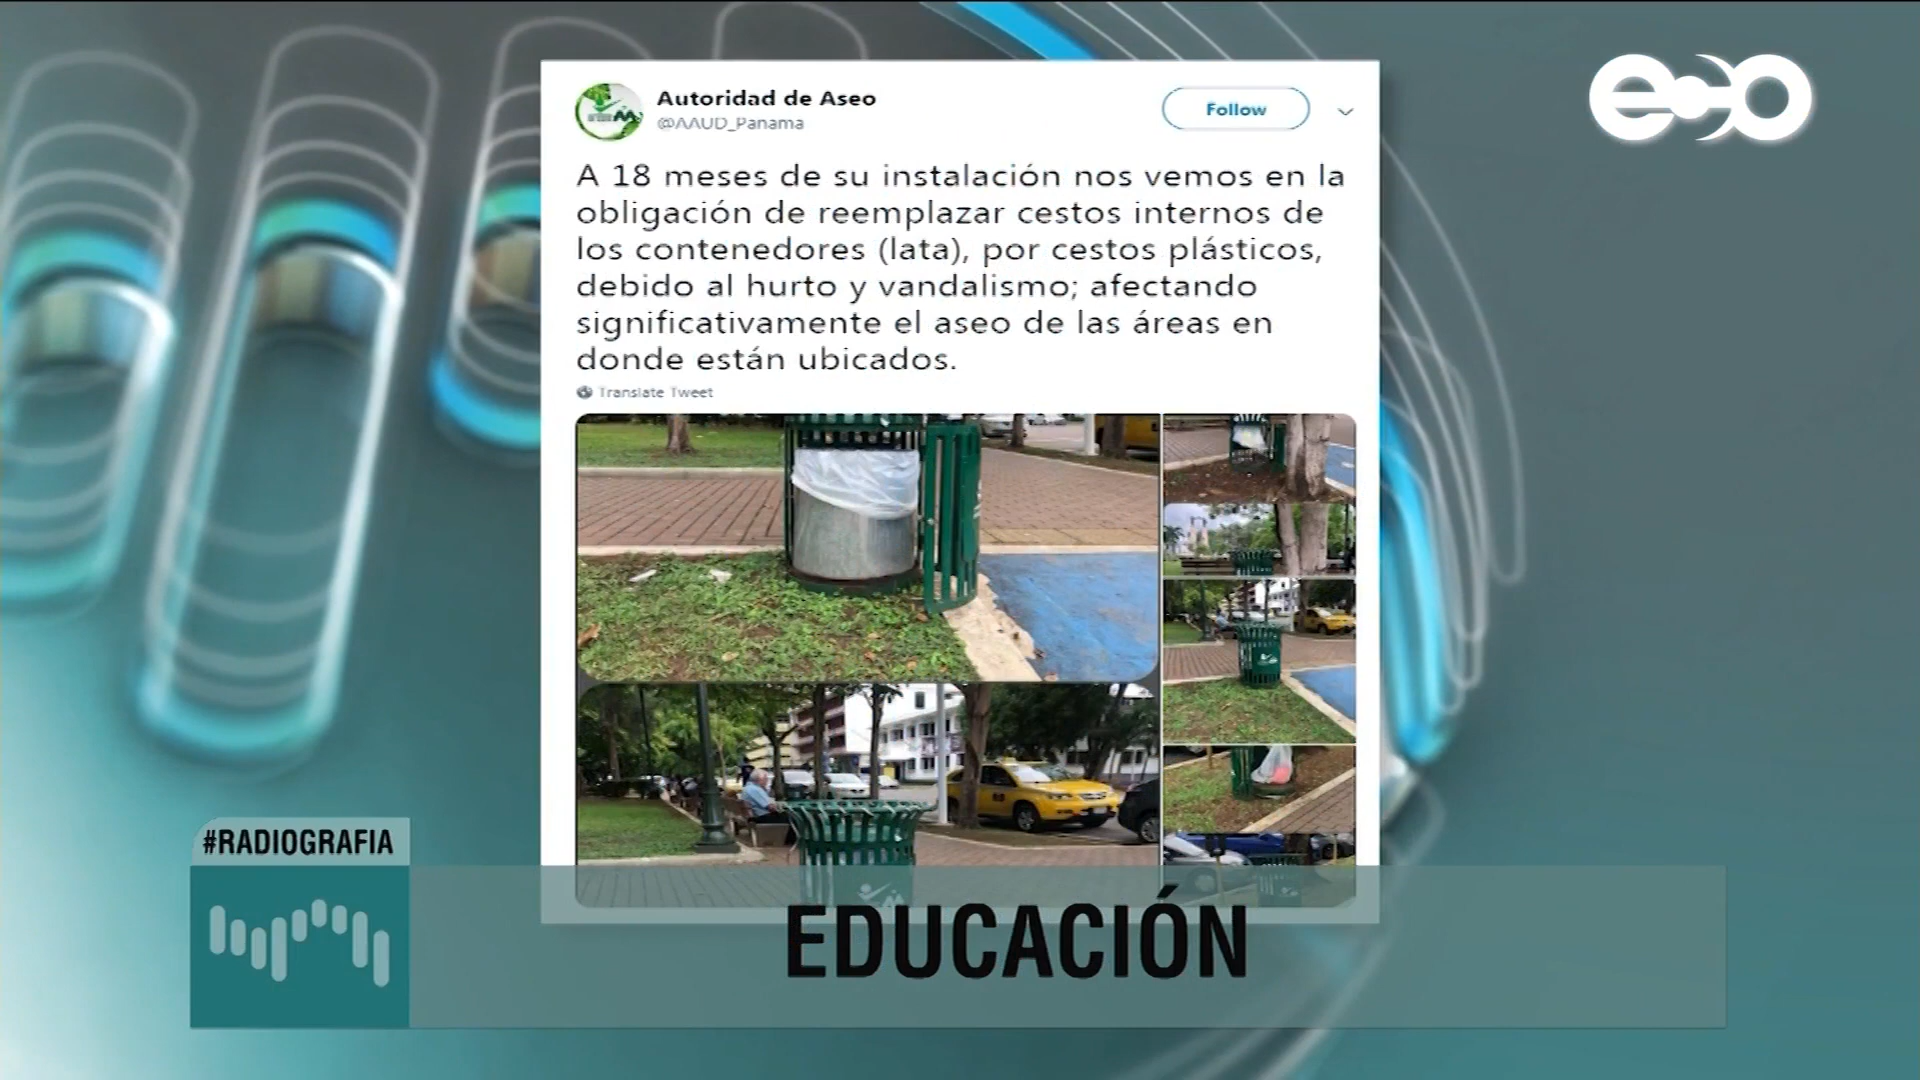 eco
Autoridad de Aseo
@AAUD_Panama
Follow
A 18 meses de su instalación nos vemos en la
obligación de reemplazar cestos internos de
los contenedores (lata), por cestos plásticos,
debido al hurto y vandalismo; afectando
significativamente el aseo de las áreas en
donde están ubicados.
Translate Tweet
#RADIOGRAFIA
EDUCACIÓN